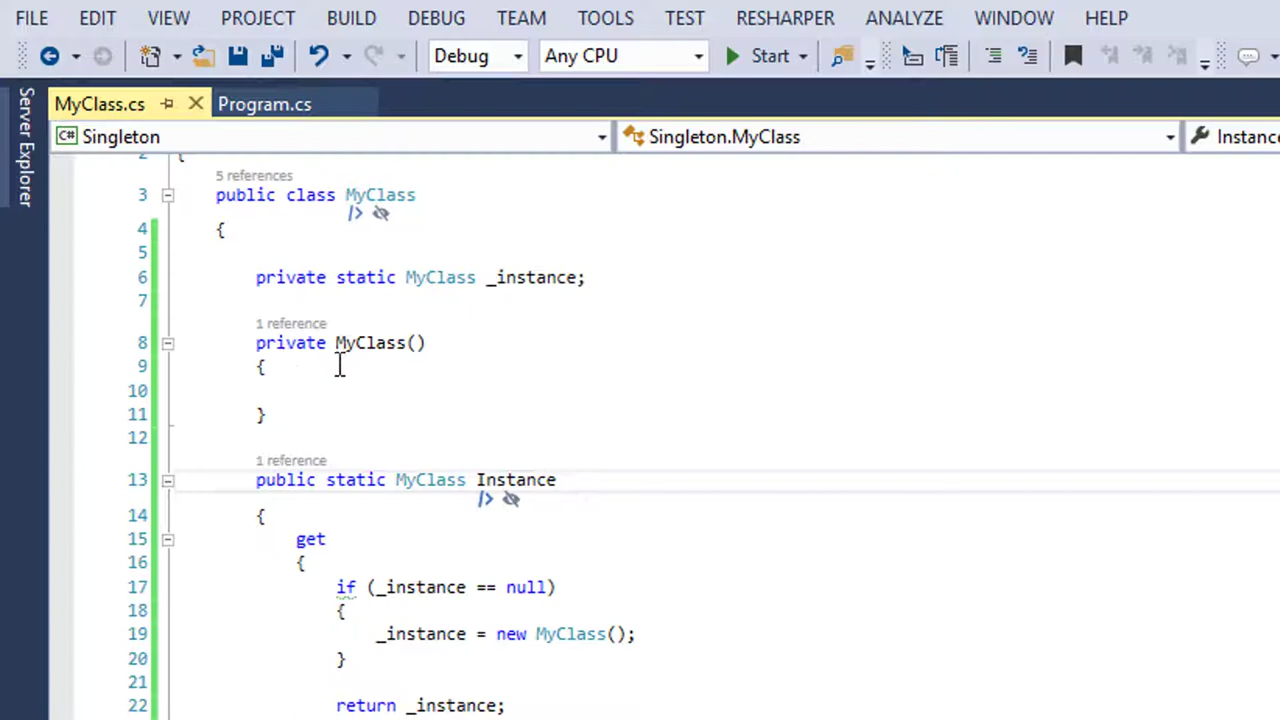 FILE EDIT VIEW PROJECT BUILD DEBUG TEAM TOOLS TEST RESHARPER ANALYZE WINDOW HELP
Debug Any CPU Start
Server Explorer
MyClass.cs Program.cs
C# Singleton Singleton.MyClass Instance
2 {
5 references
3 public class MyClass
/>
4 {
5
6 private static MyClass _instance;
7
1 reference
8 private MyClass()
9 {
10
11 }
12
1 reference
13 public static MyClass Instance
/>
14 {
15 get
16 {
17 if (_instance == null)
18 {
19 _instance = new MyClass();
20 }
21
22 return _instance;